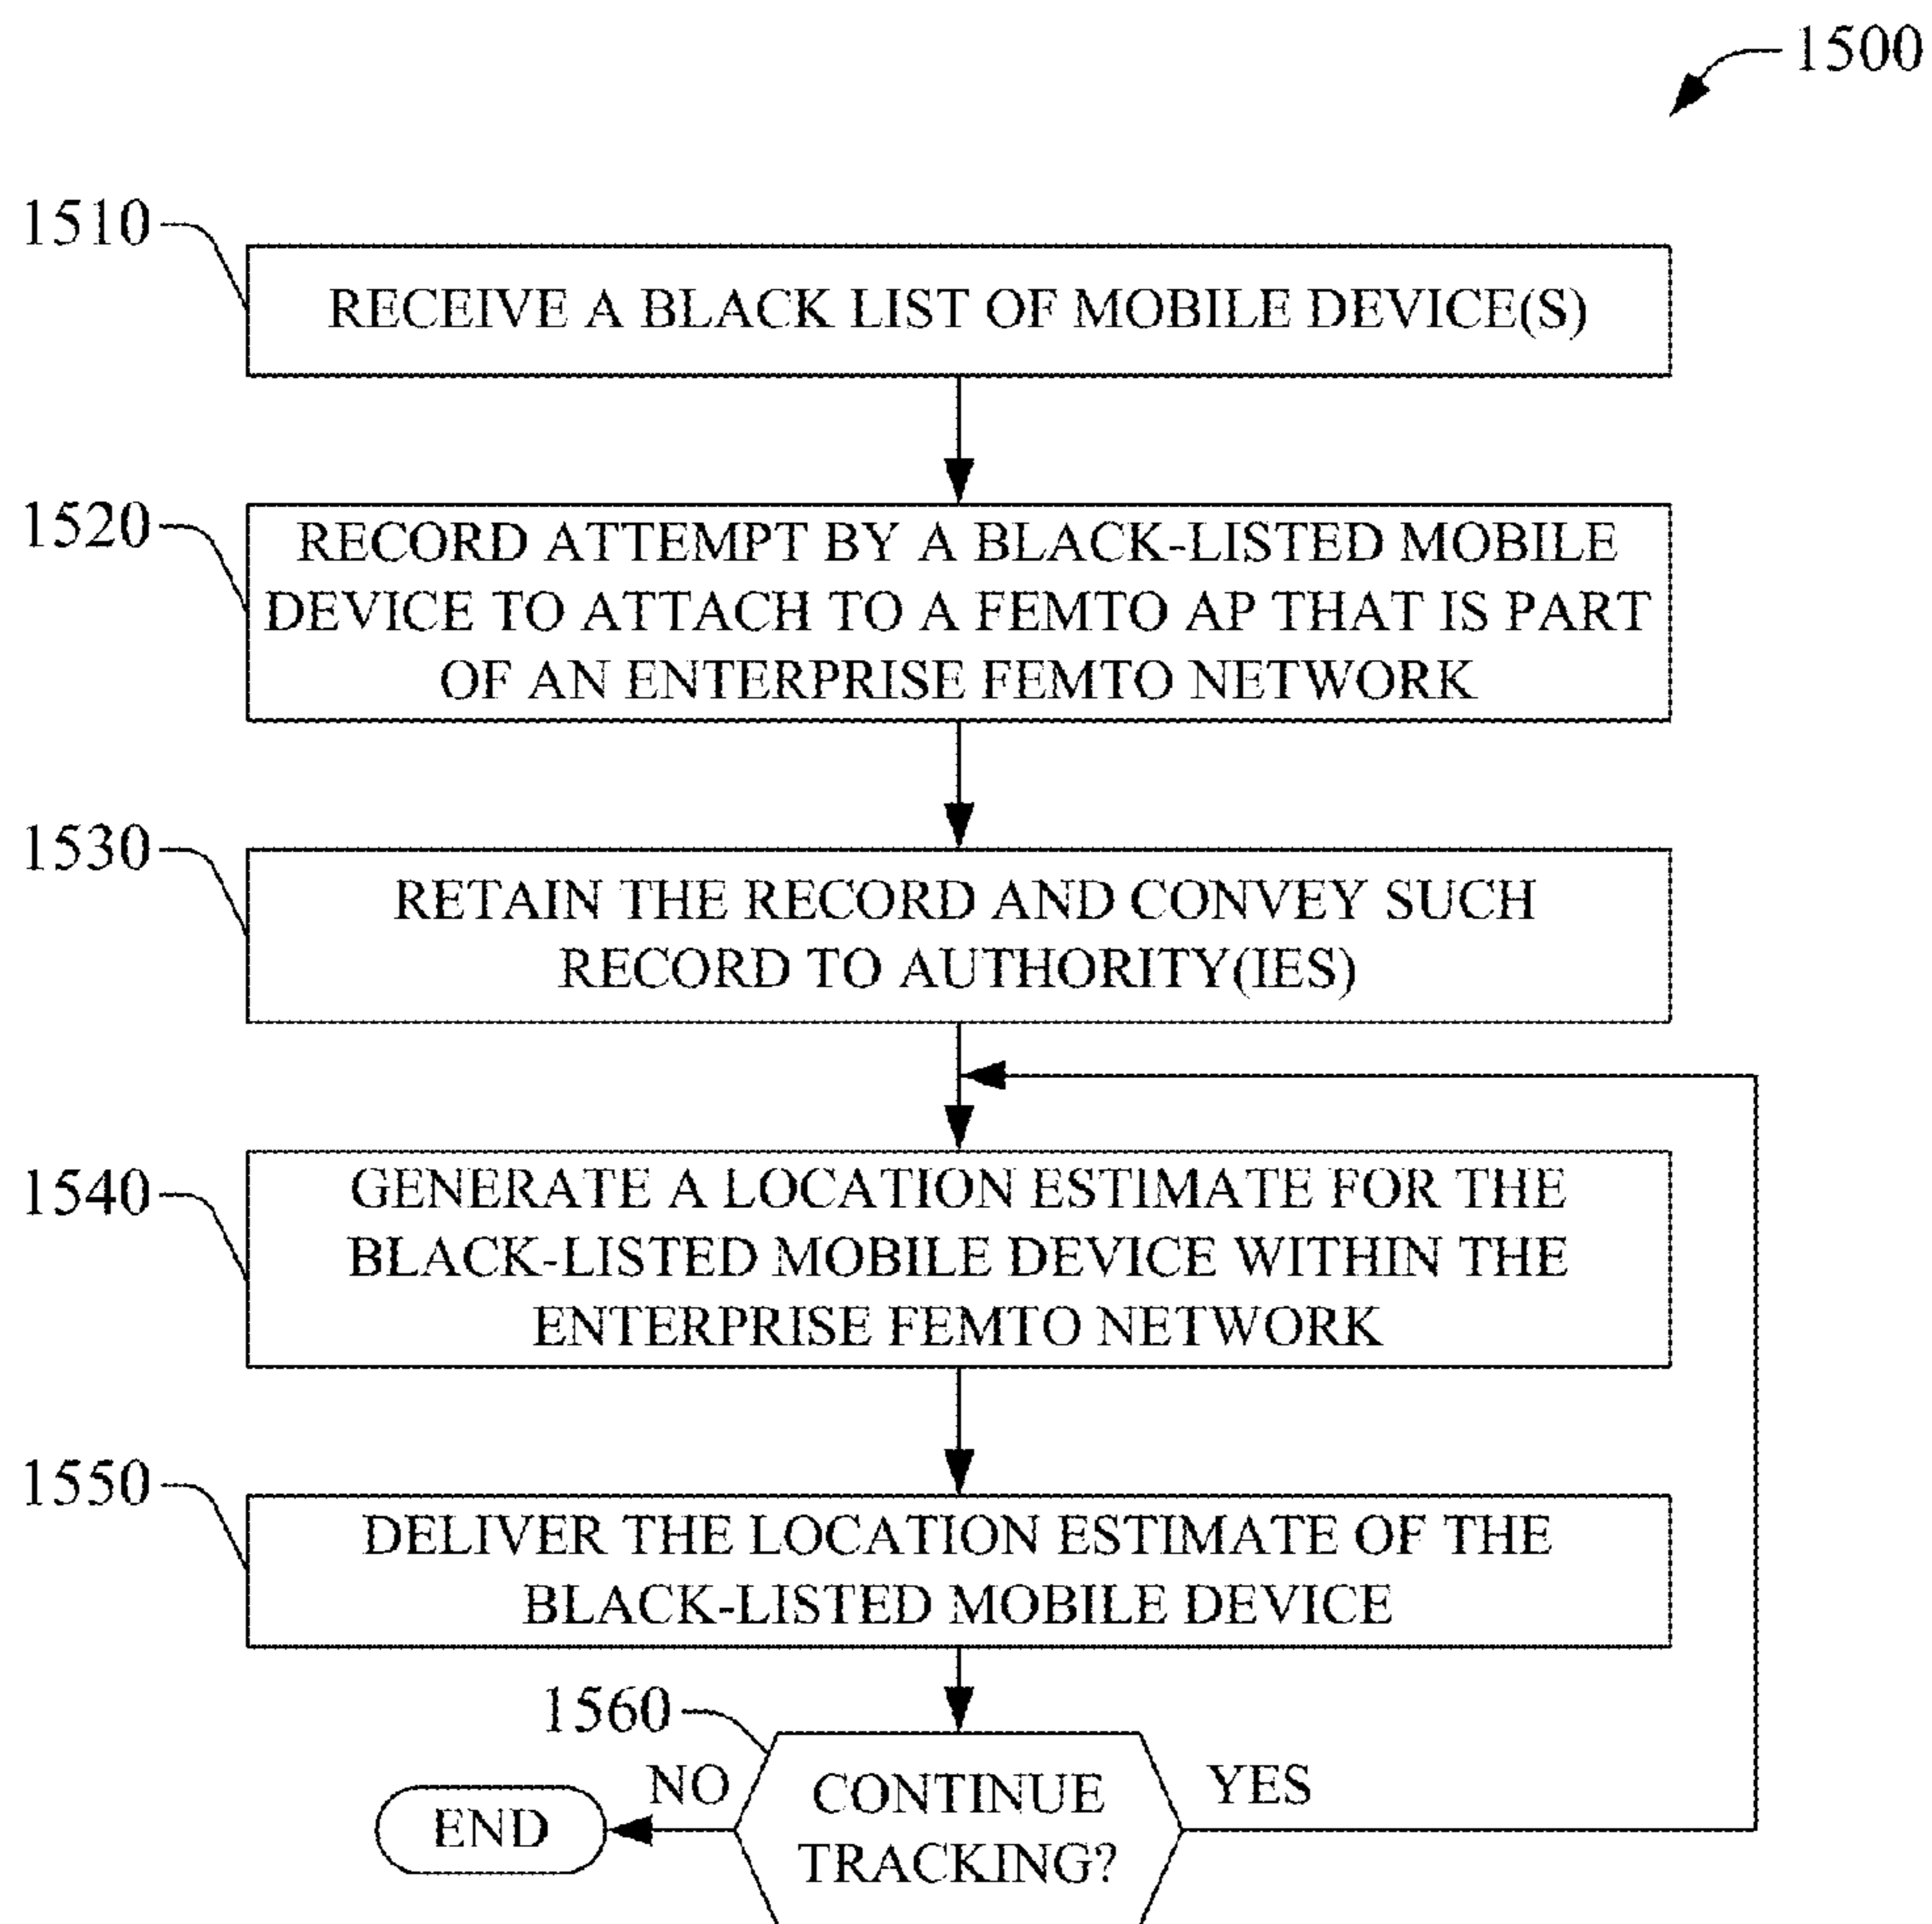 1500
1510
RECEIVE A BLACK LIST OF MOBILE DEVICE(S)
1520
RECORD ATTEMPT BY A BLACK-LISTED MOBILE
DEVICE TO ATTACH TO A FEMTO AP THAT IS PART
OF AN ENTERPRISE FEMTO NETWORK
1530
RETAIN THE RECORD AND CONVEY SUCH
RECORD TO AUTHORITY(IES)
1540
GENERATE A LOCATION ESTIMATE FOR THE
BLACK-LISTED MOBILE DEVICE WITHIN THE
ENTERPRISE FEMTO NETWORK
1550
DELIVER THE LOCATION ESTIMATE OF THE
BLACK-LISTED MOBILE DEVICE
1560
NO
YES
CONTINUE
TRACKING?
END